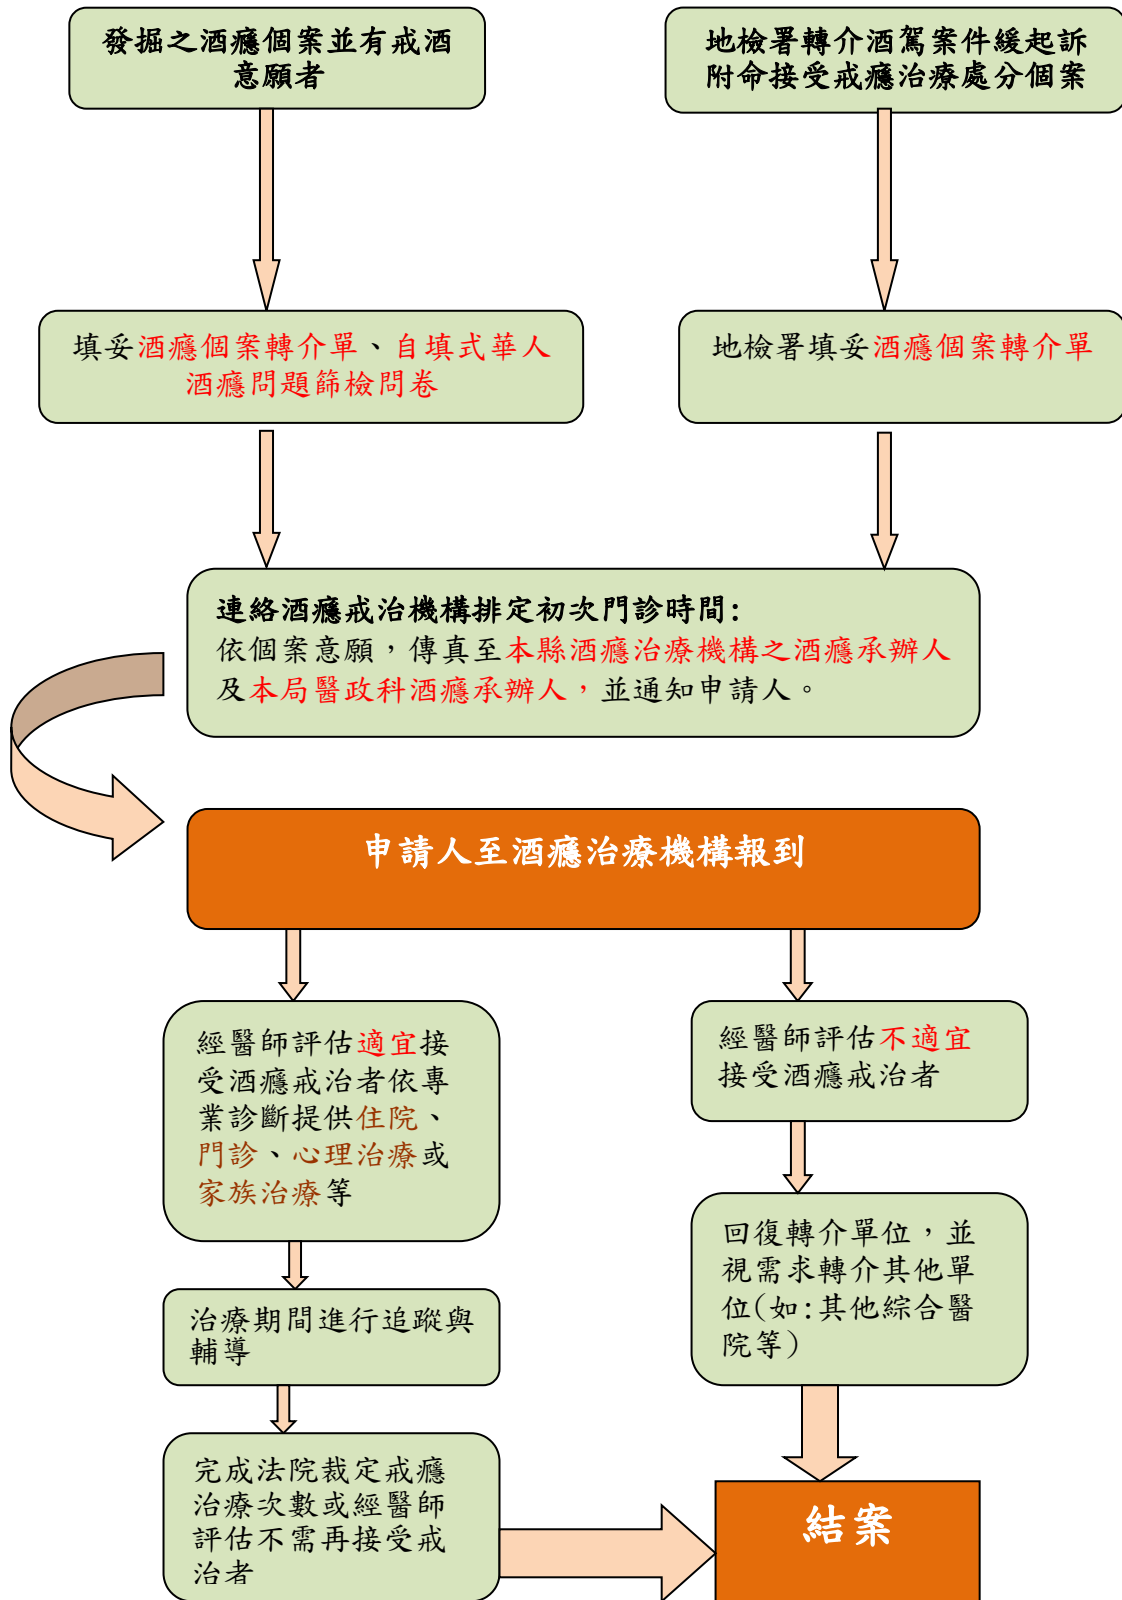 發掘之酒癮個案並有戒酒
意願者
地檢署轉介酒駕案件緩起訴
附命接受戒癮治療處分個案
填妥酒癮個案轉介單、自填式華人
酒癮問題篩檢問卷
地檢署填妥酒癮個案轉介單
連絡酒癮戒治機構排定初次門診時間:
依個案意願，傳真至本縣酒癮治療機構之酒癮承辦人
及本局醫政科酒癮承辦人，並通知申請人。
申請人至酒癮治療機構報到
經醫師評估適宜接
受酒癮戒治者依專
業診斷提供住院、
門診、心理治療或
家族治療等
經醫師評估不適宜
接受酒癮戒治者
回復轉介單位，並
視需求轉介其他單
位(如:其他綜合醫
院等)
治療期間進行追蹤與
輔導
完成法院裁定戒癮
治療次數或經醫師
評估不需再接受戒
治者
結案